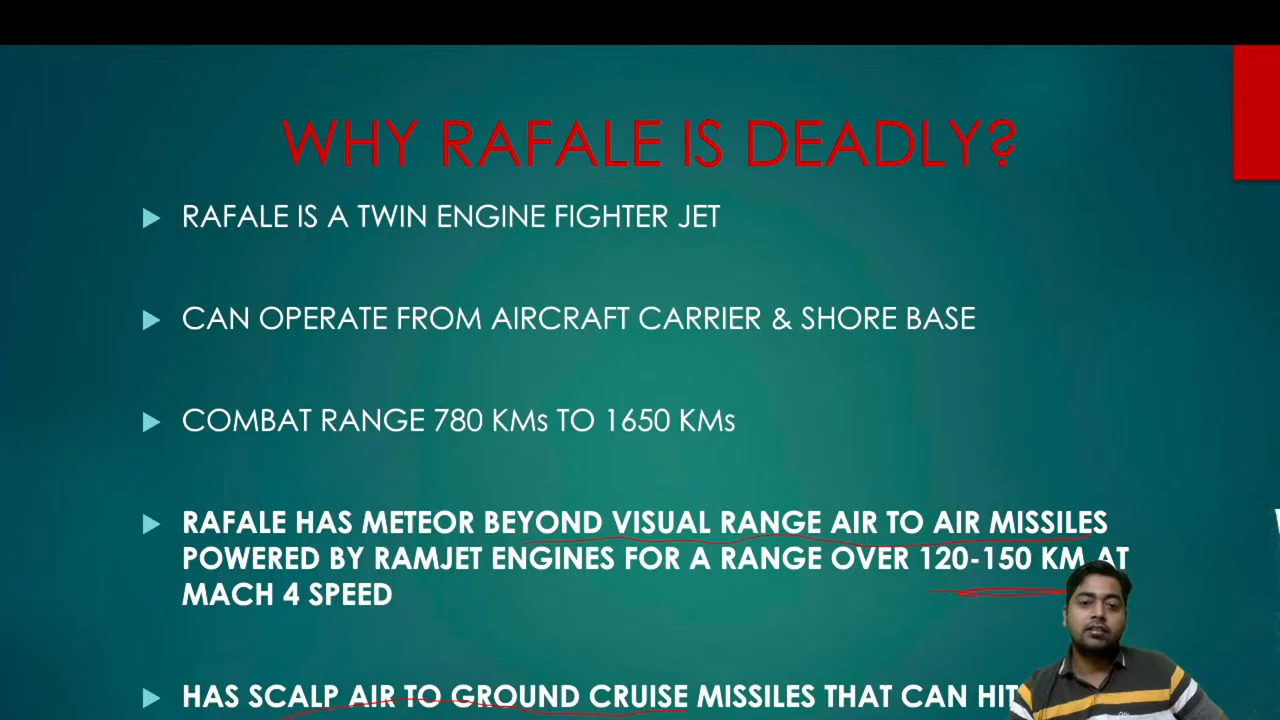 WHY RAFALE IS DEADLY?
RAFALE IS A TWIN ENGINE FIGHTER JET
CAN OPERATE FROM AIRCRAFT CARRIER & SHORE BASE
COMBAT RANGE 780 KMs TO 1650 KMs
RAFALE HAS METEOR BEYOND VISUAL RANGE AIR TO AIR MISSILES
POWERED BY RAMJET ENGINES FOR A RANGE OVER 120-150 KM AT
MACH 4 SPEED
HAS SCALP AIR TO GROUND CRUISE MISSILES THAT CAN HIT